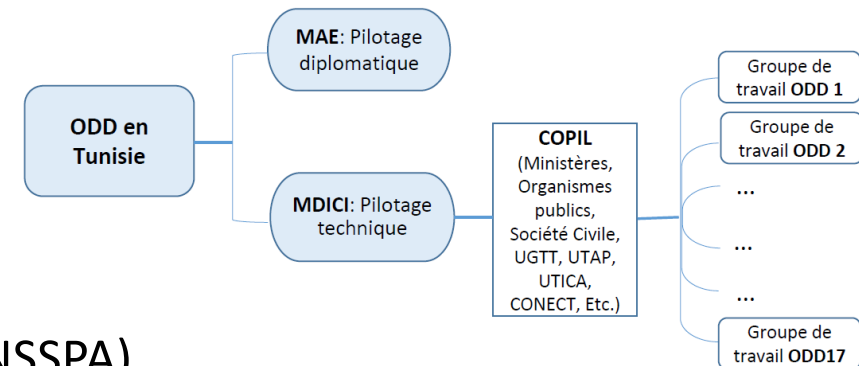 MAE: Pilotage
diplomatique
ODD en
Tunisie
MDICI: Pilotage
technique
COPIL
(Ministères,
Organismes
publics,
Société Civile,
UGTT, UTAP,
UTICA,
CONECT, Etc.)
Groupe de
travail ODD 1
Groupe de
travail ODD 2
...
...
...
Groupe de
travail ODD17